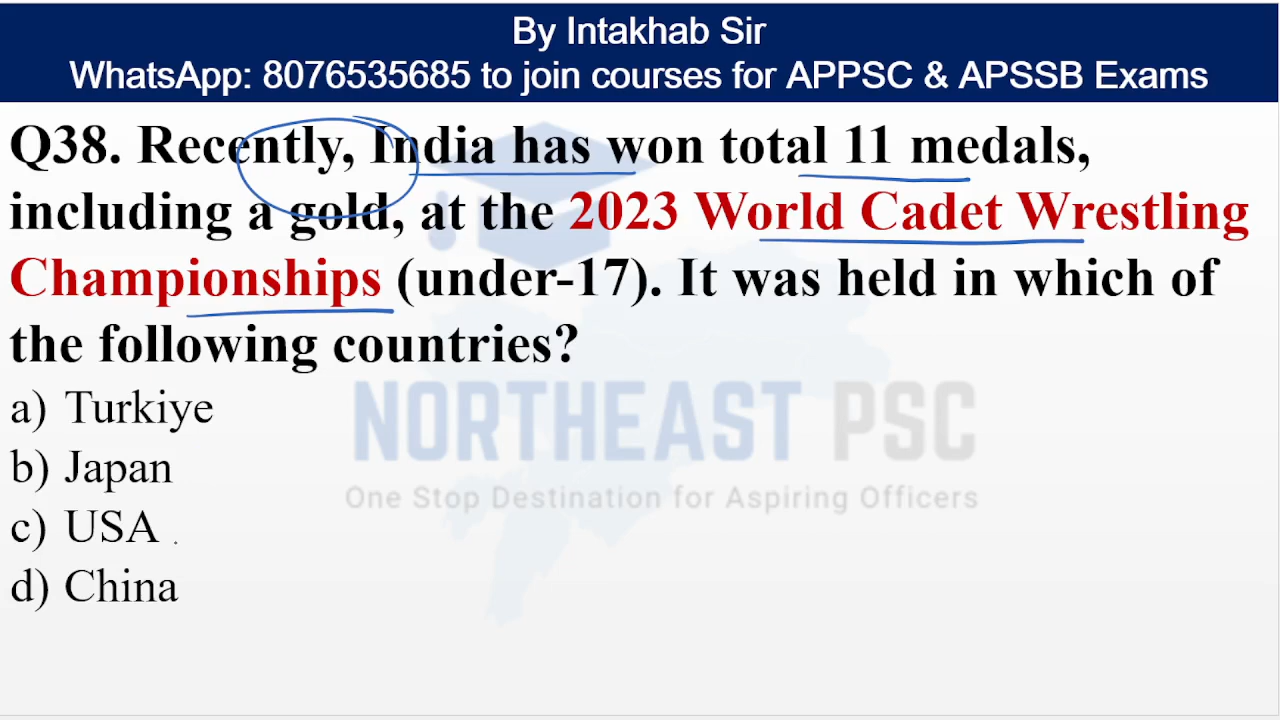 By Intakhab Sir
WhatsApp: 8076535685 to join courses for APPSC & APSSB Exams
Q38. Recently, India has won total 11 medals,
including a gold, at the 2023 World Cadet Wrestling
Championships (under-17). It was held in which of
the following countries?
a) Turkiye
b) Japan
c) USA
d) China
NORTHEAST PSC
One Stop Destination for Aspiring Officers